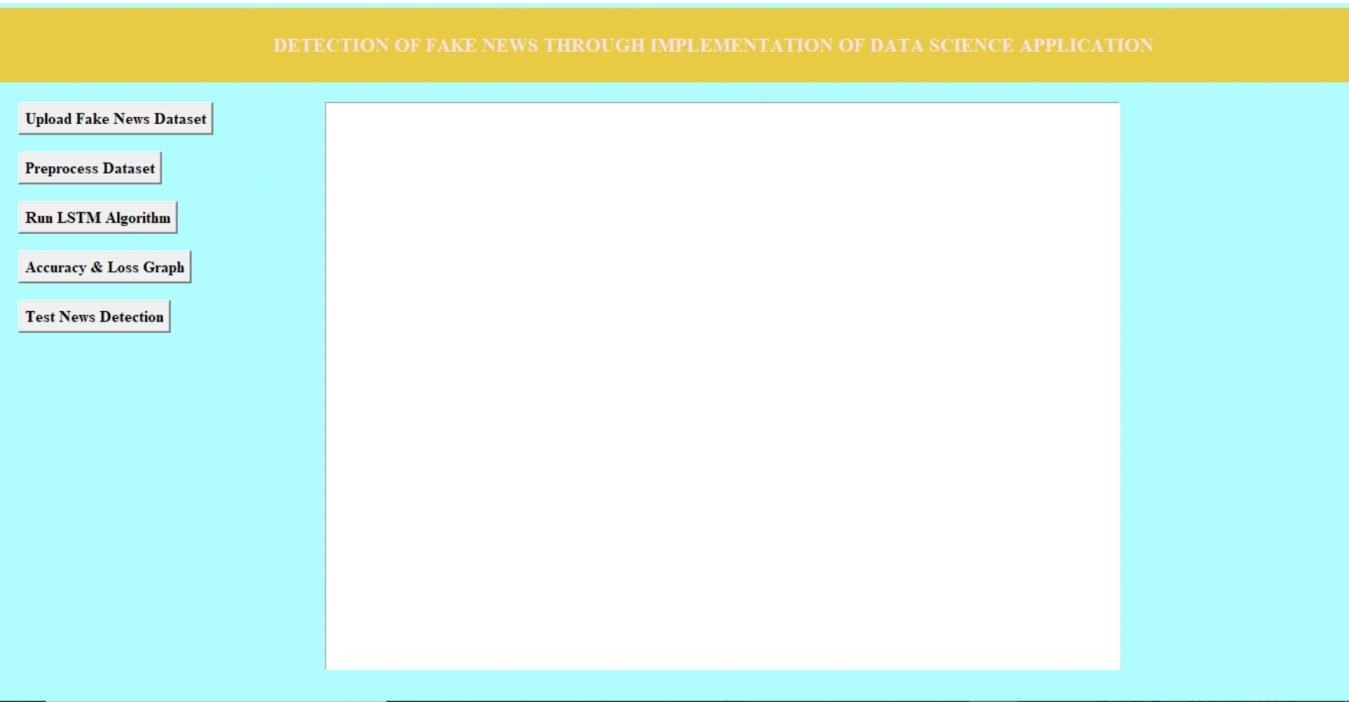 DETECTION OF FAKE NEWS THROUGH IMPLEMENTATION OF DATA SCIENCE APPLICATION
Upload Fake News Dataset
Preprocess Dataset
Run LSTM Algorithm
Accuracy & Loss Graph
Test News Detection